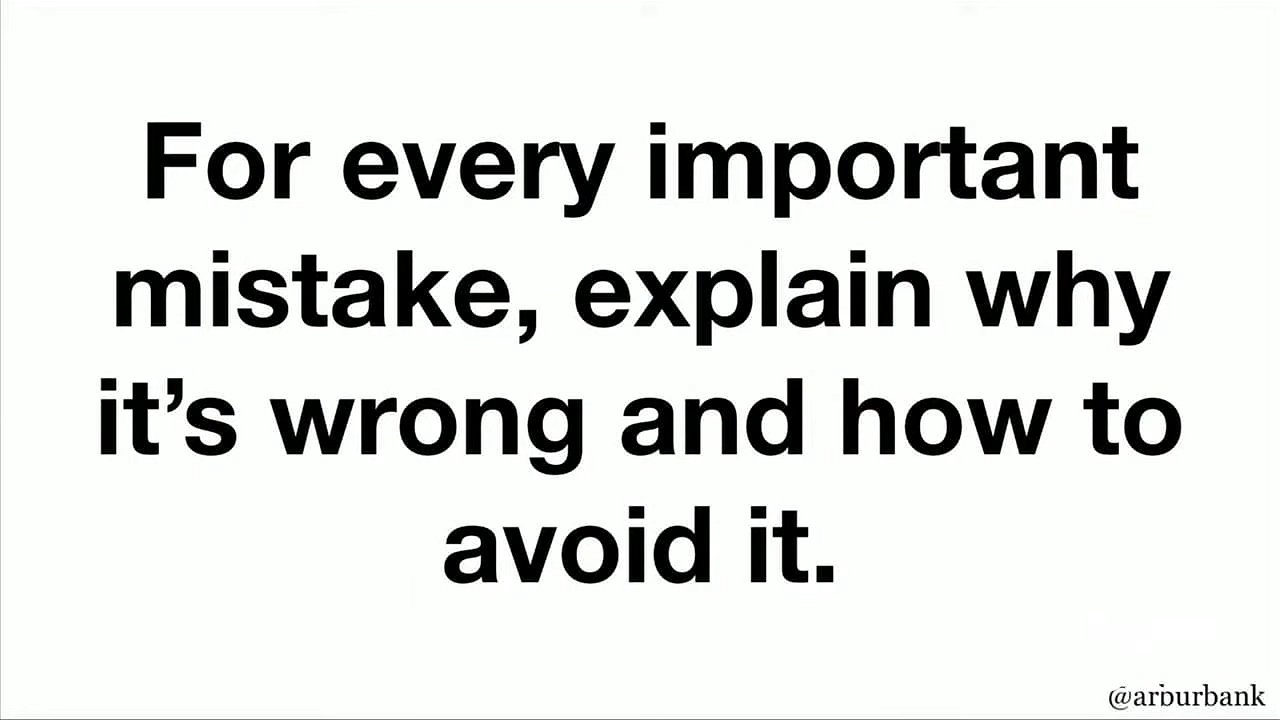 For every important
mistake, explain why
it’s wrong and how to
avoid it.
@arburbank